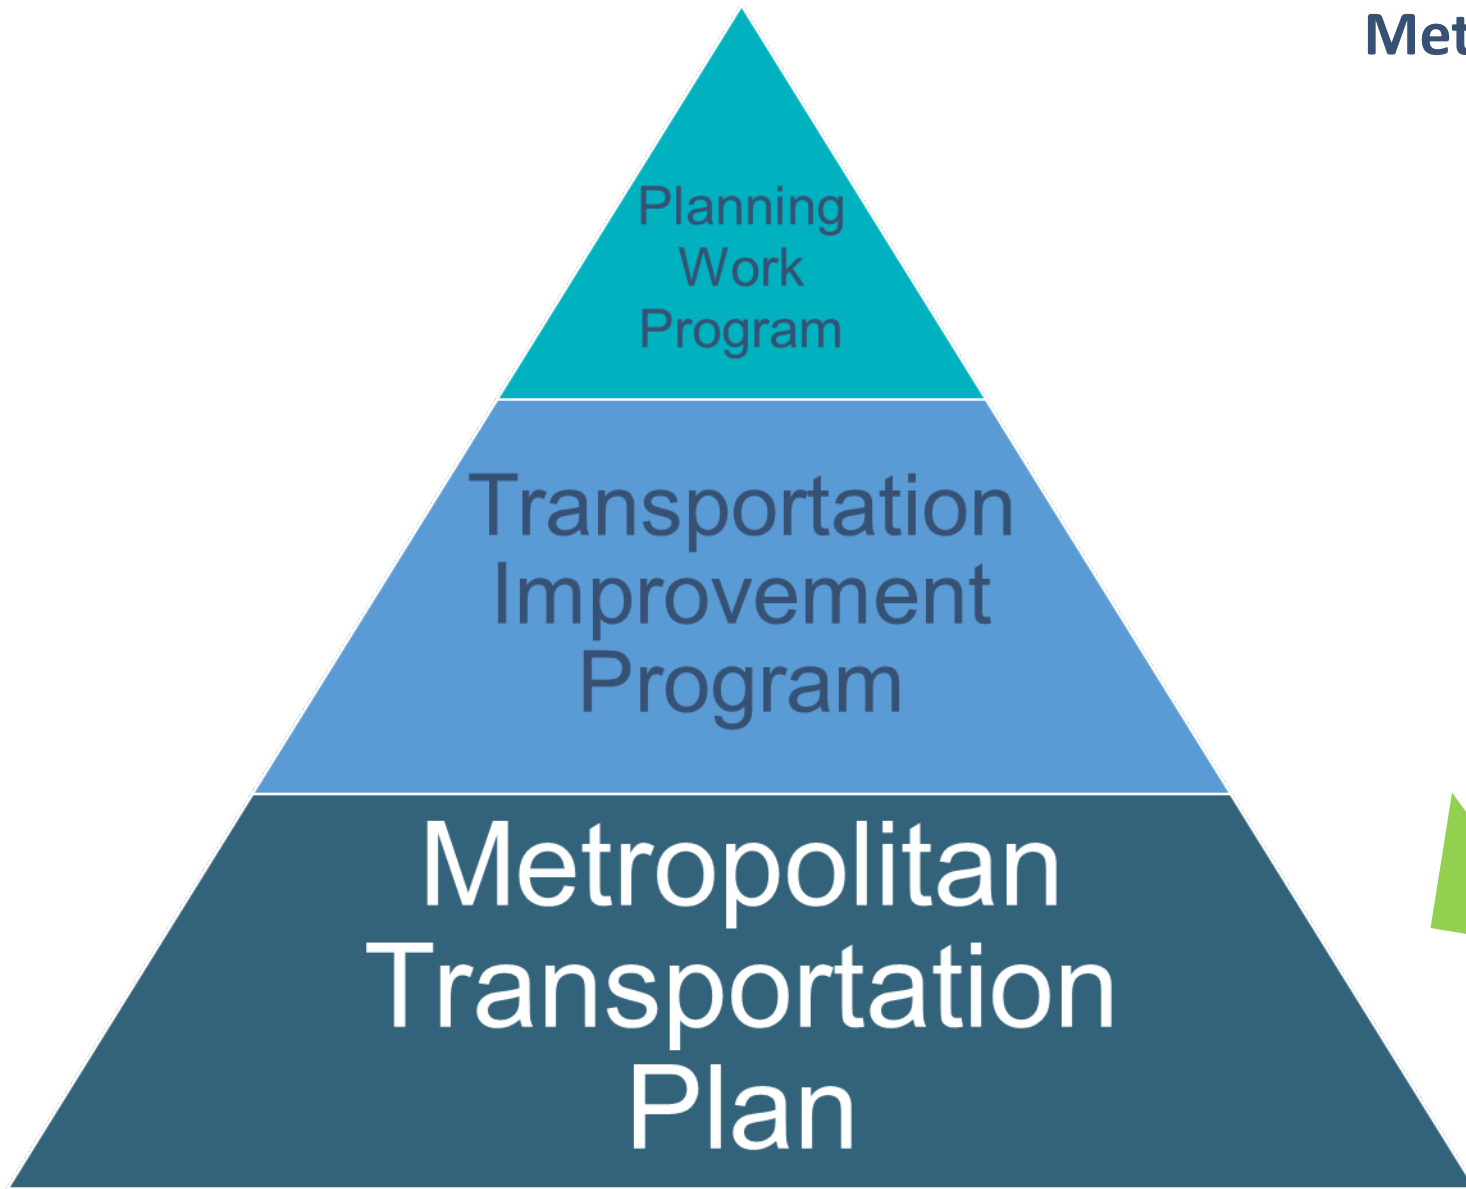 Met
Planning
Work
Program
Transportation
Improvement
Program
Metropolitan
Transportation
Plan